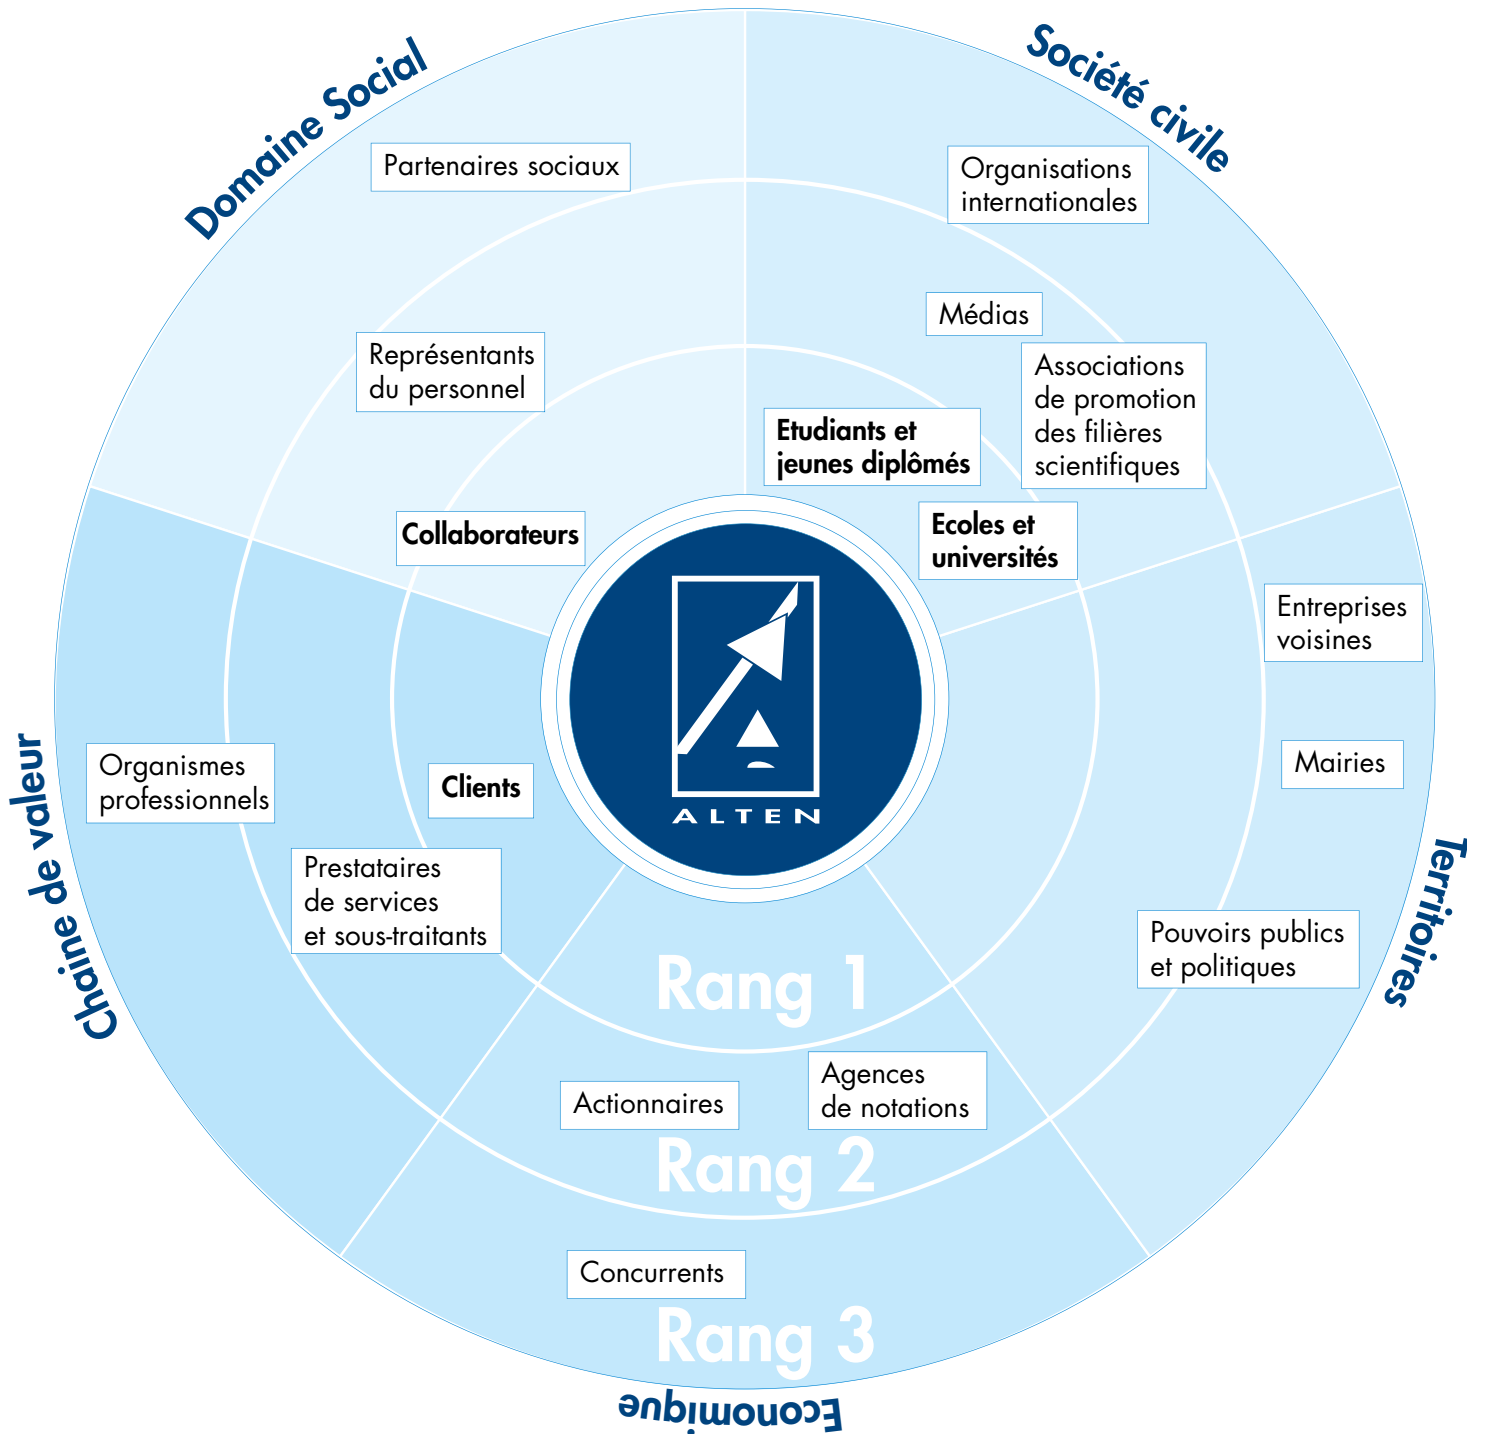 Domaine Social
Société civile
Partenaires sociaux
Organisations
internationales
Médias
Représentants
du personnel
Associations
de promotion
des filières
scientifiques
Etudiants et
jeunes diplômés
Collaborateurs
Ecoles et
universités
Entreprises
voisines
ALTEN
Chaine de valeur
Organismes
professionnels
Clients
Mairies
Territoires
Prestataires
de services
et sous-traitants
Pouvoirs publics
et politiques
Rang 1
Actionnaires
Agences
de notations
Rang 2
Concurrents
Rang 3
Economique